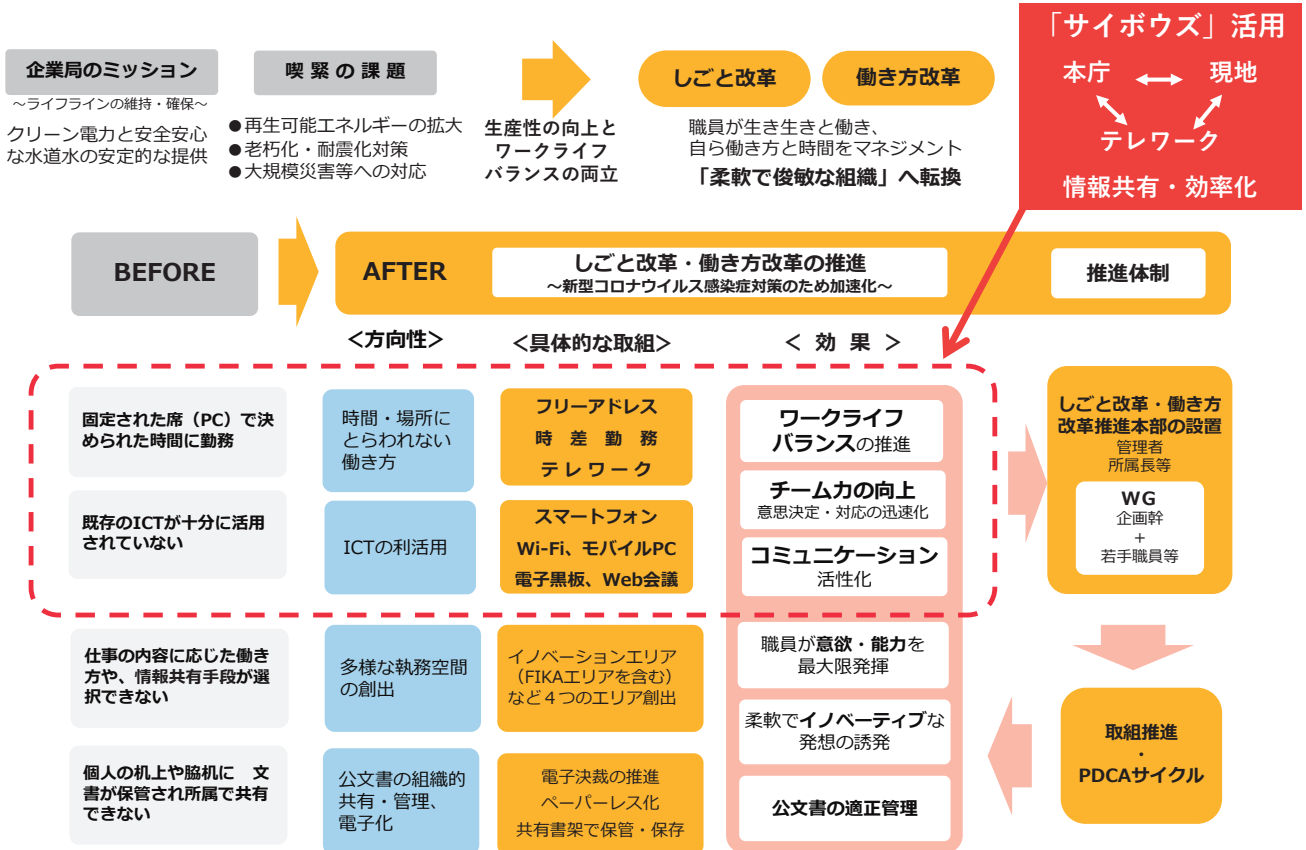 「サイボウズ」活用
本庁 現地
テレワーク
情報共有・効率化
企業局のミッション
～ライフラインの維持・確保～
クリーン電力と安全安心
な水道水の安定的な提供
喫緊の課題
●再生可能エネルギーの拡大
●老朽化・耐震化対策
●大規模災害等への対応
生産性の向上と
ワークライフ
バランスの両立
しごと改革
働き方改革
職員が生き生きと働き、
自ら働き方と時間をマネジメント
「柔軟で俊敏な組織」へ転換
BEFORE
AFTER
しごと改革・働き方改革の推進
～新型コロナウイルス感染症対策のため加速化～
推進体制
＜方向性＞
＜具体的な取組＞
＜効果＞
固定された席（PC）で決
められた時間に勤務
時間・場所に
とらわれない
働き方
フリーアドレス
時差勤務
テレワーク
ワークライフ
バランスの推進
既存のICTが十分に活用
されていない
ICTの利活用
スマートフォン
Wi-Fi、モバイルPC
電子黒板、Web会議
チーム力の向上
意思決定・対応の迅速化
コミュニケーション
活性化
仕事の内容に応じた働き
方や、情報共有手段が選
択できない
多様な執務空間
の創出
イノベーションエリア
（FIKAエリアを含む）
など４つのエリア創出
職員が意欲・能力を
最大限発揮
柔軟でイノベーティブな
発想の誘発
個人の机上や脇机に　文
書が保管され所属で共有
できない
公文書の組織的
共有・管理、
電子化
電子決裁の推進
ペーパーレス化
共有書架で保管・保存
公文書の適正管理
しごと改革・働き方
改革推進本部の設置
管理者
所属長等
WG
企画幹
+
若手職員等
取組推進
・
PDCAサイクル